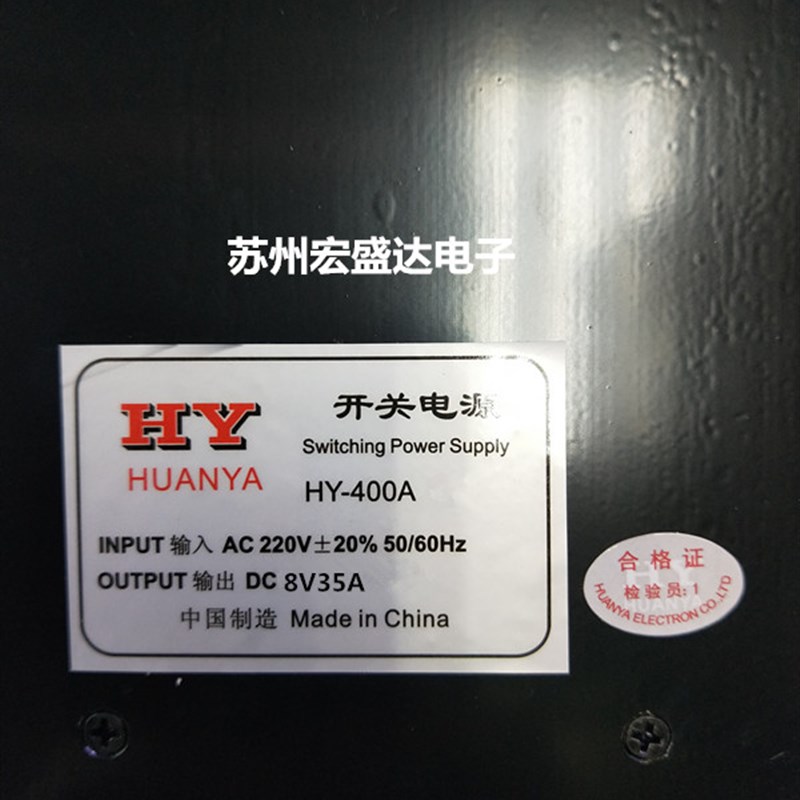 苏州宏盛达电子
HY
HUANYA
开关电源
Switching Power Supply
HY-400A
INPUT 输入 AC 220V±20% 50/60Hz
OUTPUT 输出 DC 8V35A
中国制造 Made in China
合格证
HY
检验员:1
HUANYA
HUANYA ELECTRON CO.,LTD